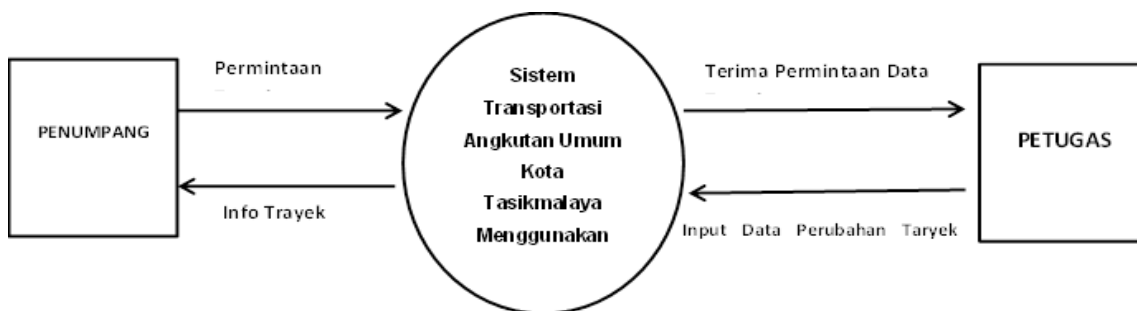 PENUMPANG
Permintaan
Info Trayek
Sistem
Transportasi
Angkutan Umum
Kota
Tasikmalaya
Menggunakan
Terima Permintaan Data
Input Data Perubahan Taryek
PETUGAS